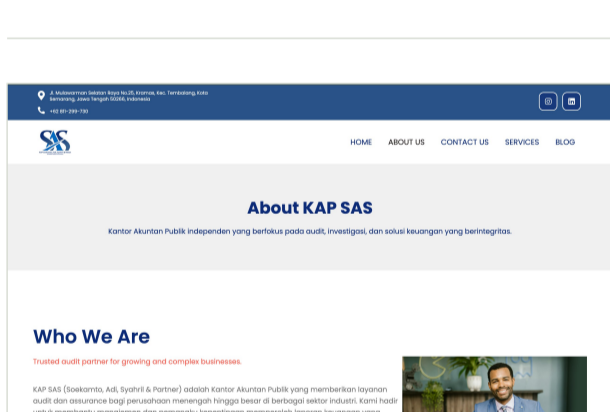 Jl. Mulawarman Selatan Raya No.25, Kramas, Kec. Tembalang, Kota
Semarang, Jawa Tengah 50268, Indonesia
+62 811-299-730
SAS
HOME ABOUT US CONTACT US SERVICES BLOG
About KAP SAS
Kantor Akuntan Publik independen yang berfokus pada audit, investigasi, dan solusi keuangan yang berintegritas.
Who We Are
Trusted audit partner for growing and complex businesses.
KAP SAS (Soekamto, Adi, Syahril & Partner) adalah Kantor Akuntan Publik yang memberikan layanan
audit dan assurance bagi perusahaan menengah hingga besar di berbagai sektor industri. Kami hadir